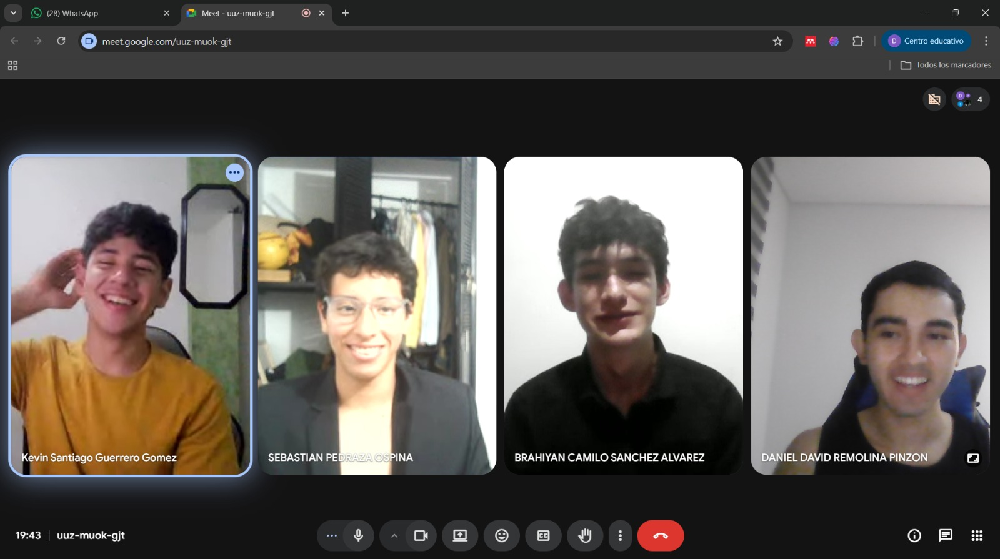 (28) WhatsApp
Meet - uuz-muok-gjt
meet.google.com/uuz-muok-gjt
D Centro educativo
Todos los marcadores
D 4
Kevin Santiago Guerrero Gomez
SEBASTIAN PEDRAZA OSPINA
BRAHIYAN CAMILO SANCHEZ ALVAREZ
DANIEL DAVID REMOLINA PINZON
19:43 | uuz-muok-gjt